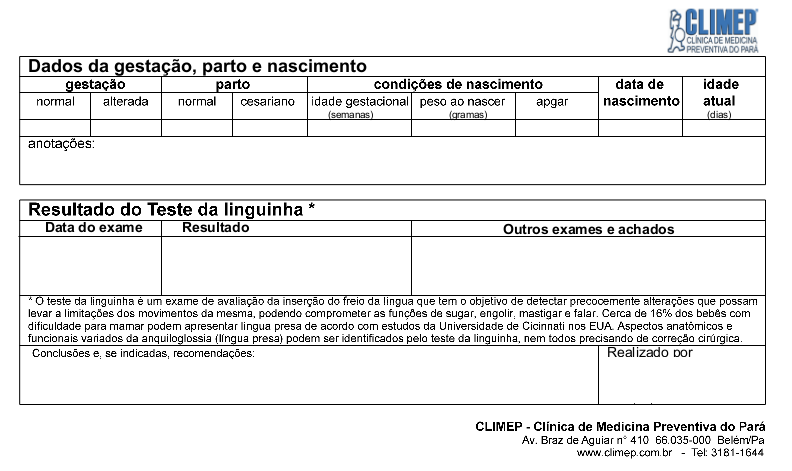 CLIMEP
CLÍNICA DE MEDICINA
PREVENTIVA DO PARÁ
Dados da gestação, parto e nascimento
gestação parto condições de nascimento data de nascimento idade atual
normal alterada normal cesariano idade gestacional peso ao nascer apgar
(semanas) (gramas) (dias)
anotações:
Resultado do Teste da linguinha *
Data do exame Resultado Outros exames e achados
* O teste da linguinha é um exame de avaliação da inserção do freio da língua que tem o objetivo de detectar precocemente alterações que possam
levar a limitações dos movimentos da mesma, podendo comprometer as funções de sugar, engolir, mastigar e falar. Cerca de 16% dos bebês com
dificuldade para mamar podem apresentar língua presa de acordo com estudos da Universidade de Cicinnati nos EUA. Aspectos anatômicos e
funcionais variados da anquiloglossia (língua presa) podem ser identificados pelo teste da linguinha, nem todos precisando de correção cirúrgica.
Conclusões e, se indicadas, recomendações: Realizado por
CLIMEP - Clínica de Medicina Preventiva do Pará
Av. Braz de Aguiar n° 410 66.035-000 Belém/Pa
www.climep.com.br - Tel: 3181-1644